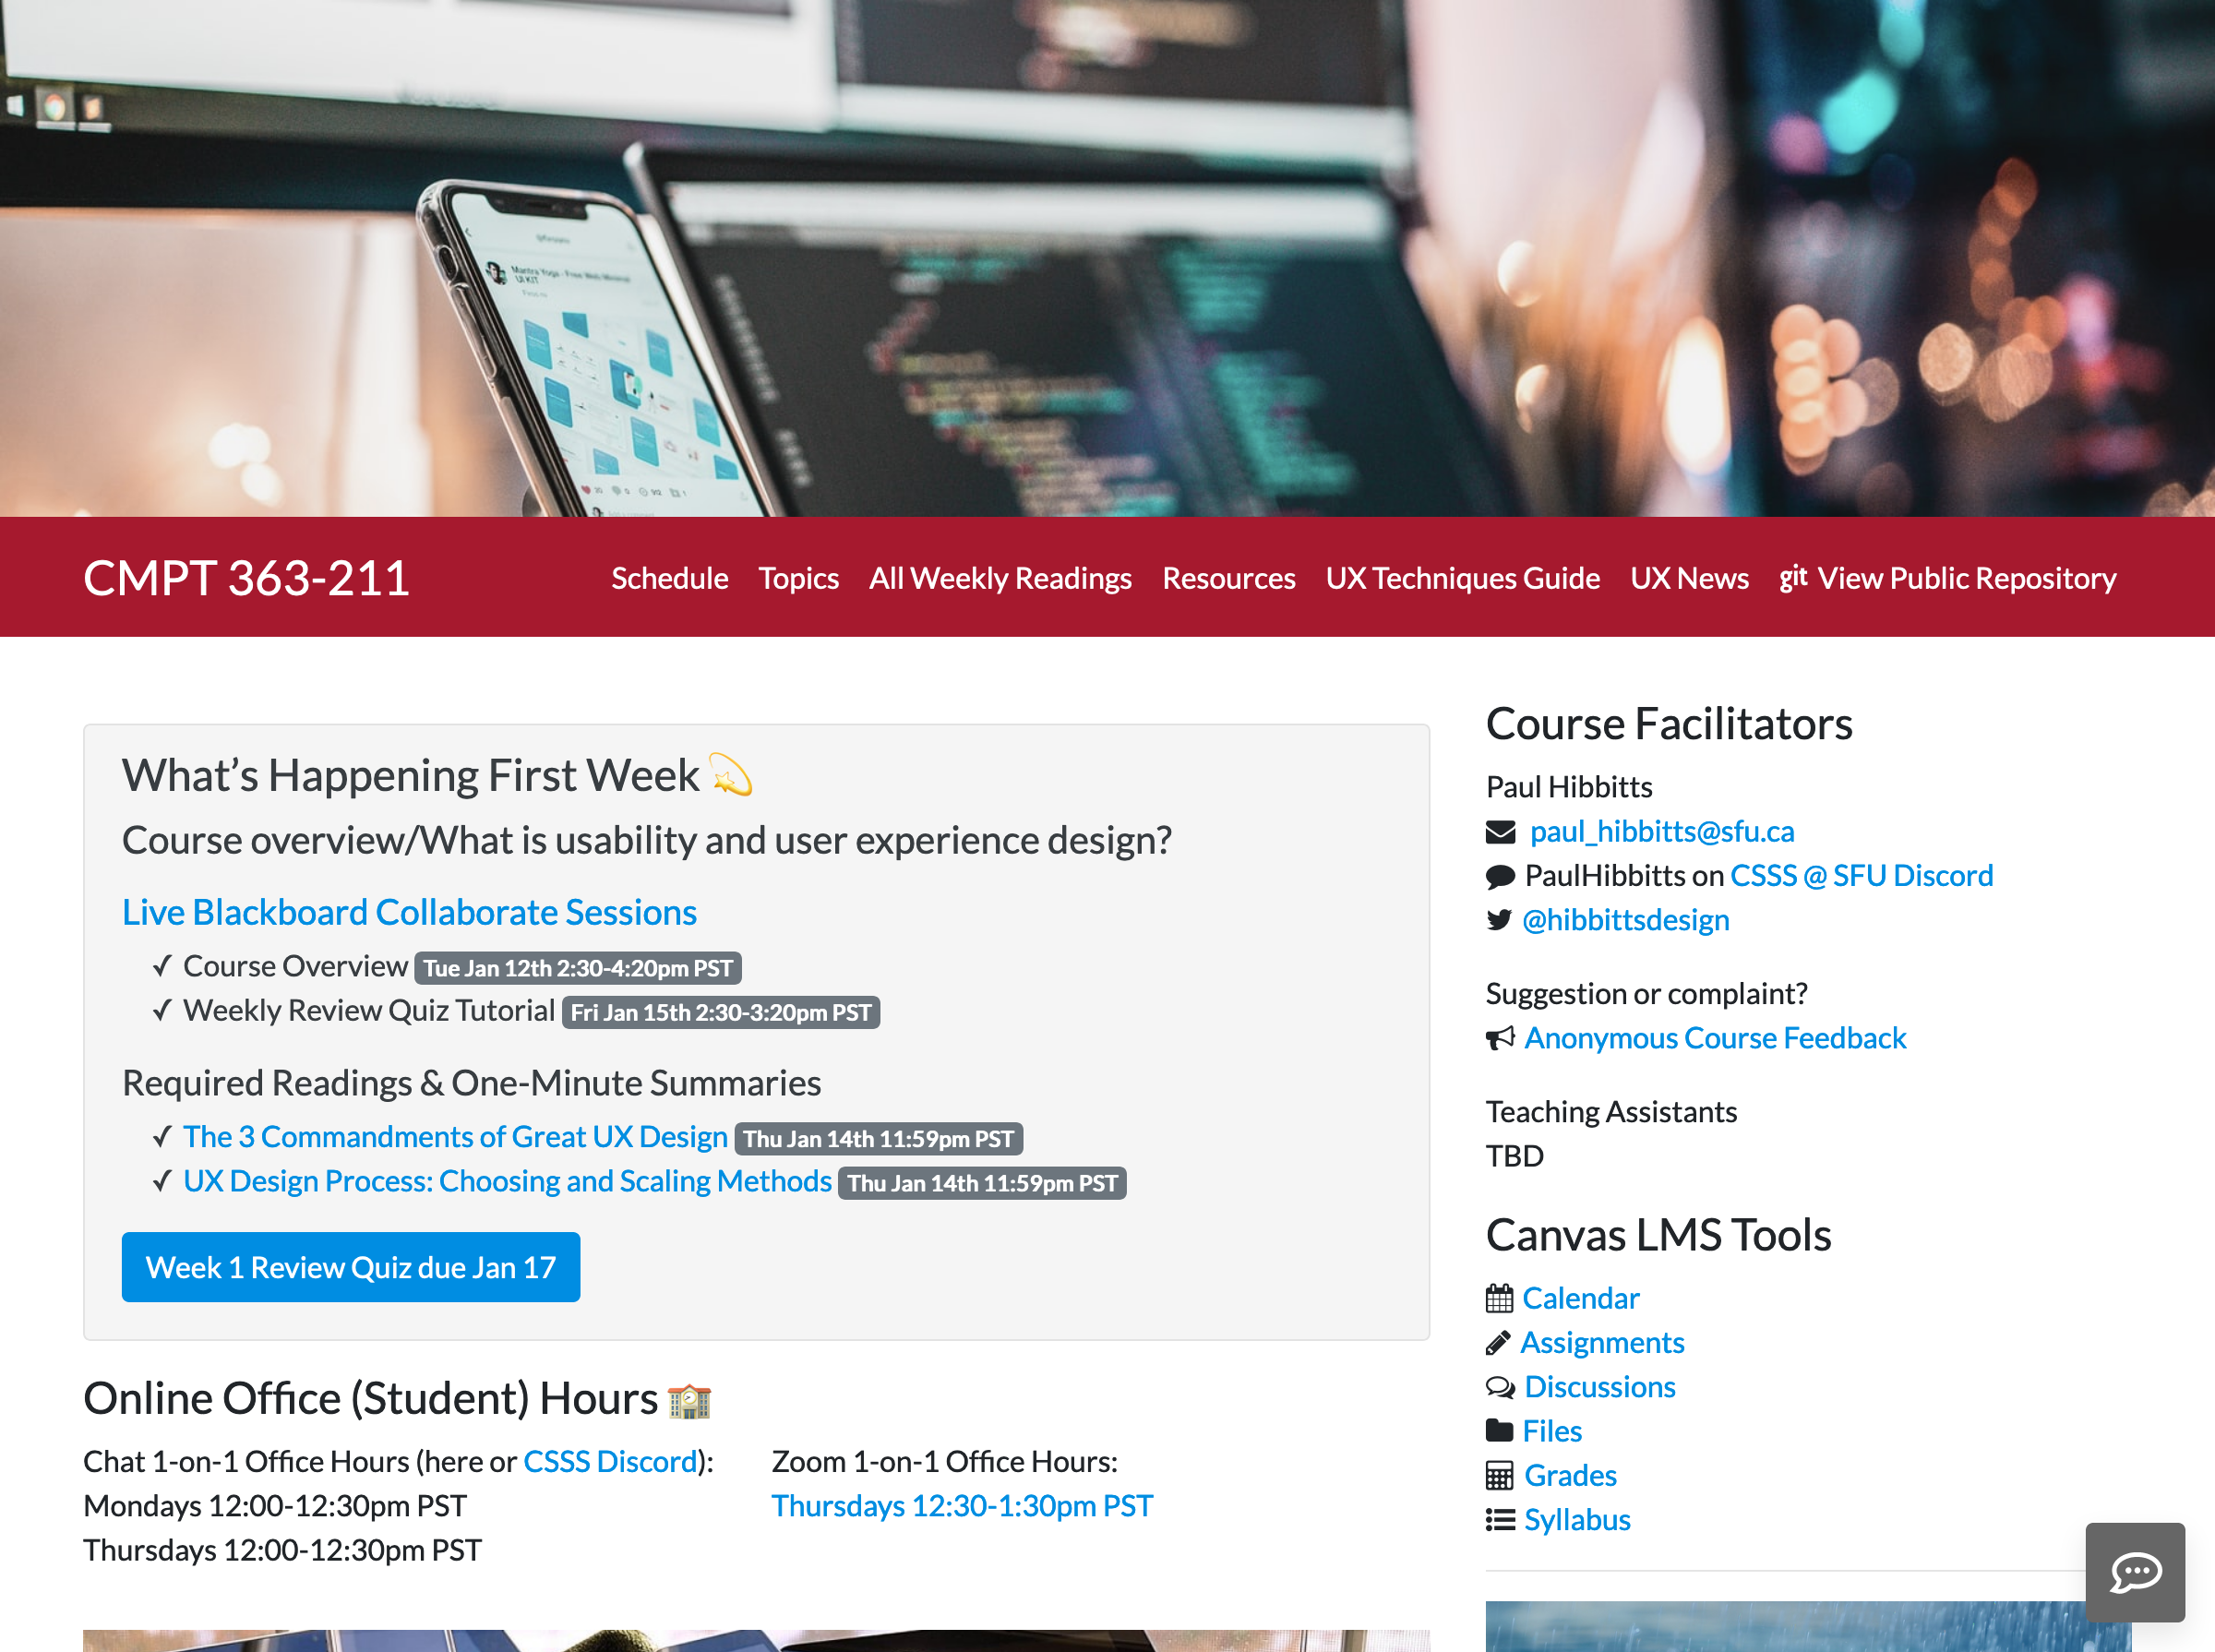 Mantra Yoga - Free Web Minimal
UI KIT
CMPT 363-211
Schedule Topics All Weekly Readings Resources UX Techniques Guide UX News git View Public Repository
What’s Happening First Week 💫
Course overview/What is usability and user experience design?
Live Blackboard Collaborate Sessions
✓ Course Overview Tue Jan 12th 2:30-4:20pm PST
✓ Weekly Review Quiz Tutorial Fri Jan 15th 2:30-3:20pm PST
Required Readings & One-Minute Summaries
✓ The 3 Commandments of Great UX Design Thu Jan 14th 11:59pm PST
✓ UX Design Process: Choosing and Scaling Methods Thu Jan 14th 11:59pm PST
Week 1 Review Quiz due Jan 17
Online Office (Student) Hours 🏫
Chat 1-on-1 Office Hours (here or CSSS Discord):
Mondays 12:00-12:30pm PST
Thursdays 12:00-12:30pm PST
Zoom 1-on-1 Office Hours:
Thursdays 12:30-1:30pm PST
Course Facilitators
Paul Hibbitts
paul_hibbitts@sfu.ca
PaulHibbitts on CSSS @ SFU Discord
@hibbittsdesign
Suggestion or complaint?
Anonymous Course Feedback
Teaching Assistants
TBD
Canvas LMS Tools
Calendar
Assignments
Discussions
Files
Grades
Syllabus